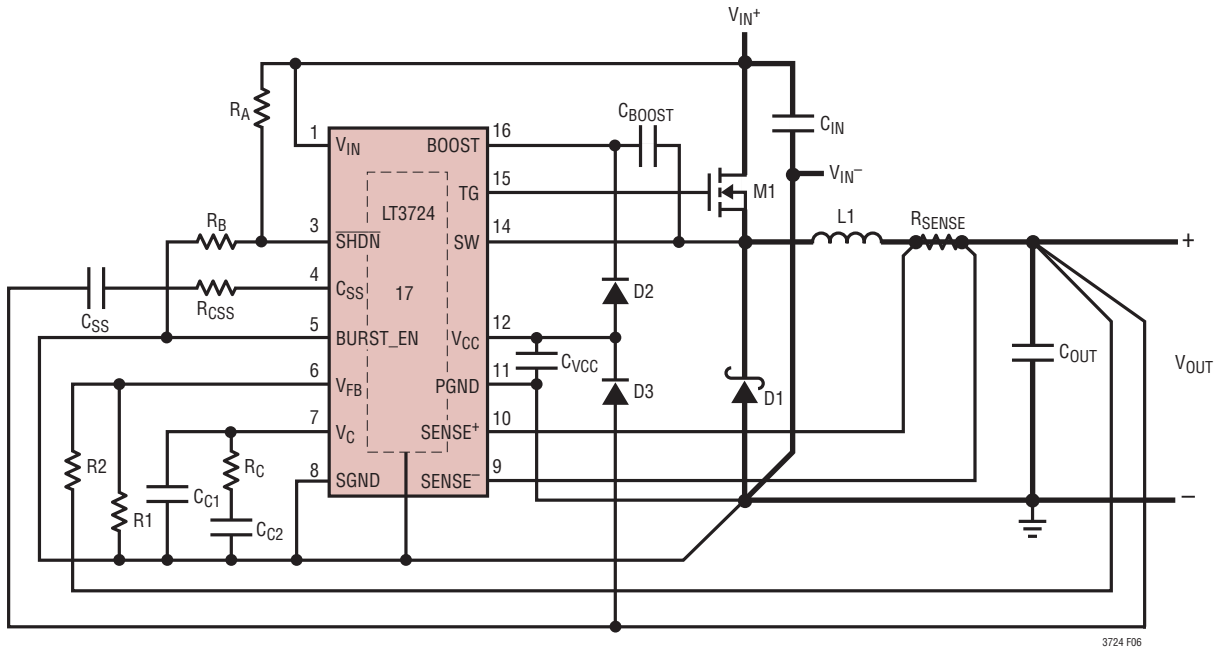 VIN+
RA
CBOOST
CIN
1
VIN
BOOST
16
VIN–
15
TG
M1
LT3724
RB
L1
RSENSE
3
SHDN
SW
14
+
4
CSS
17
D2
CSS
RCSS
5
BURST_EN
VCC
12
COUT
CVCC
VOUT
6
VFB
PGND
11
D3
D1
7
VC
SENSE+
10
R2
RC
8
SGND
SENSE–
9
CC1
–
R1
CC2
3724 F06